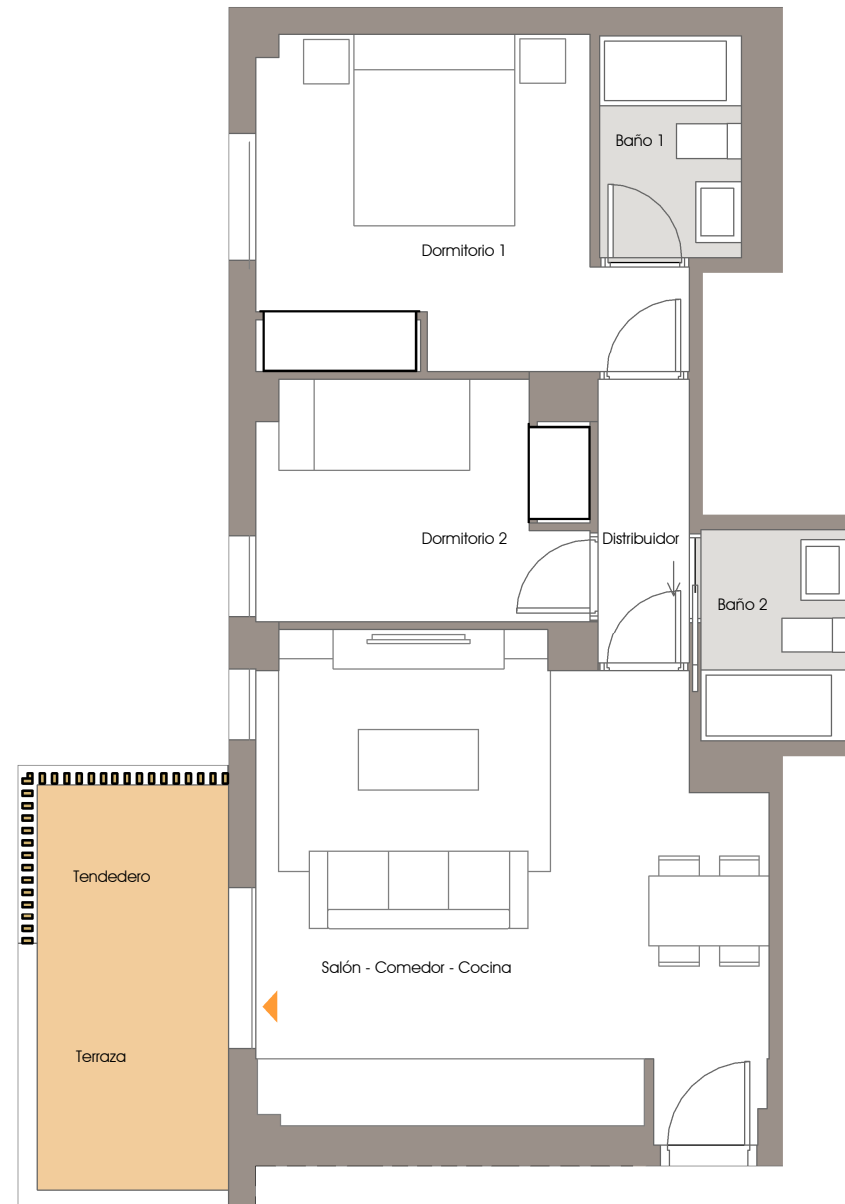 Baño 1
Dormitorio 1
Dormitorio 2
Distribuidor
Baño 2
Tendedero
Salón - Comedor - Cocina
Terraza